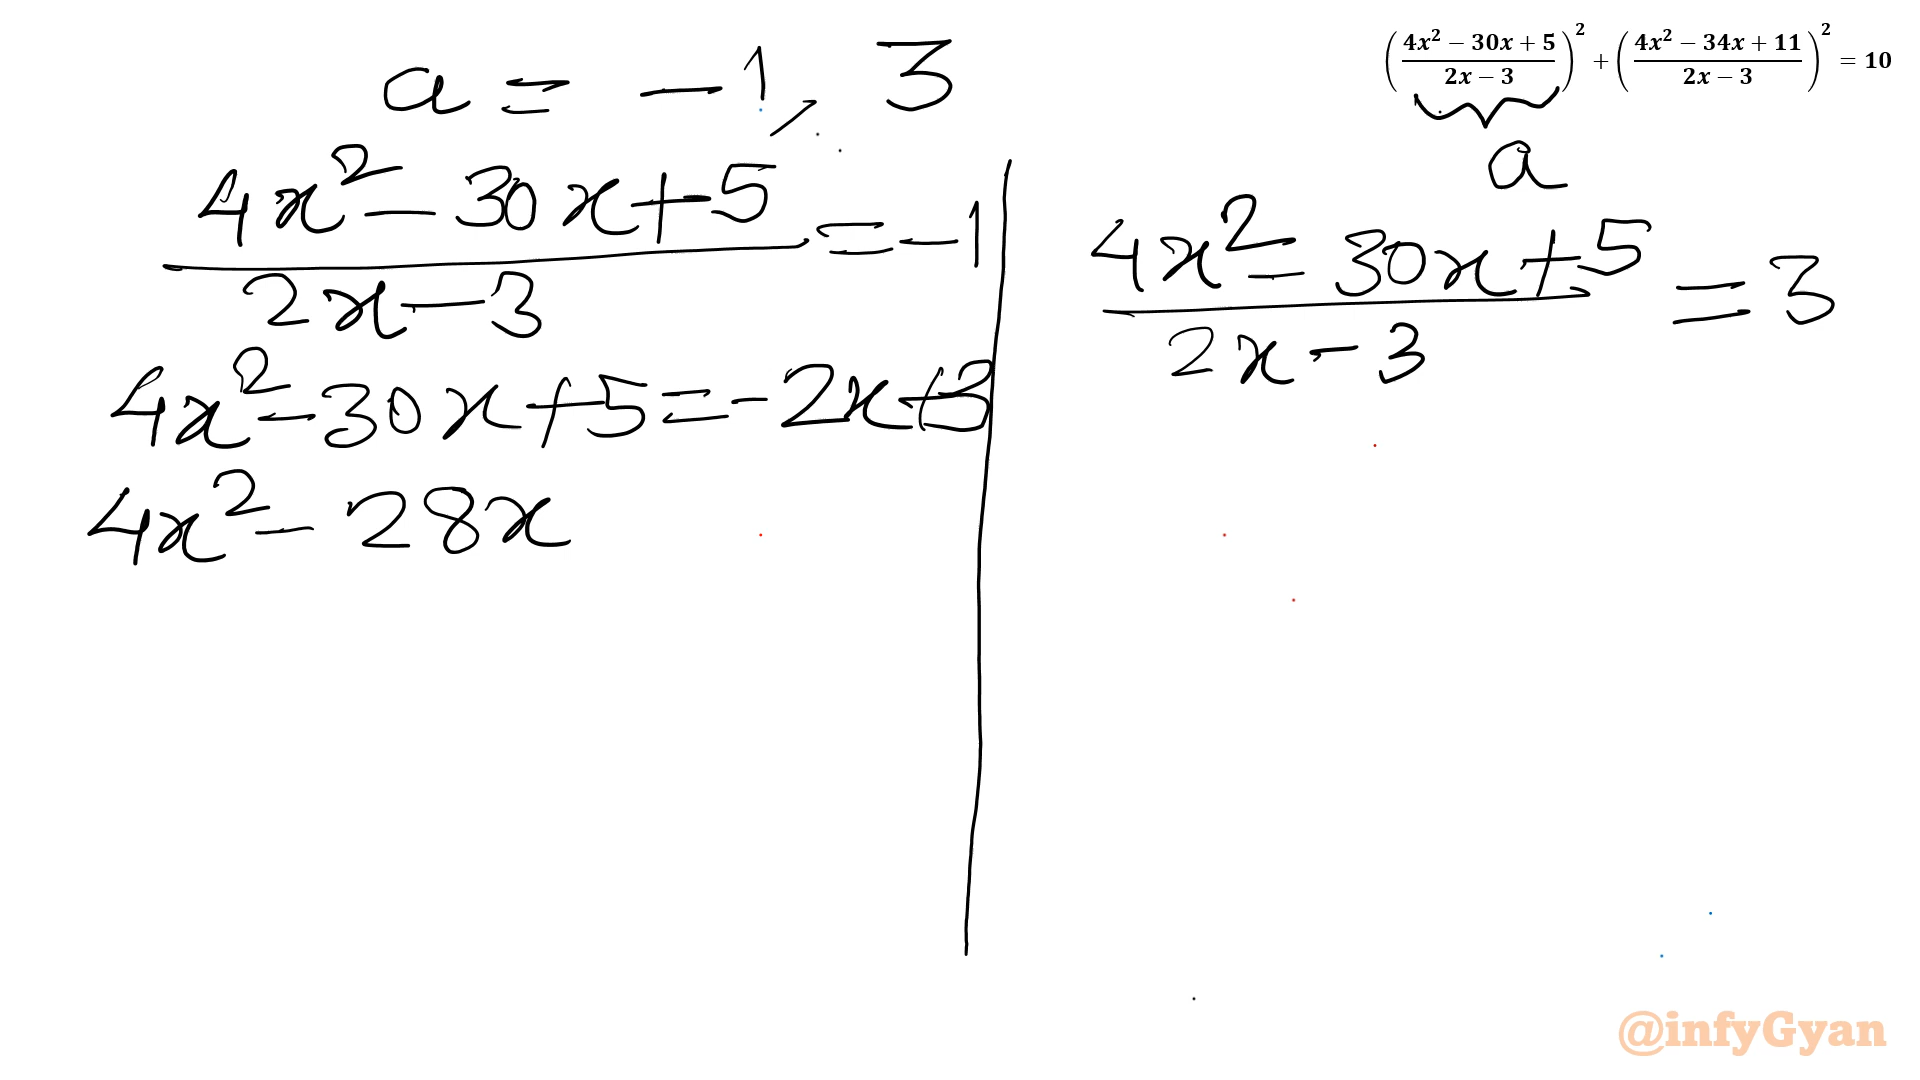 a = -1, 3
(4x² - 30x + 5)/(2x - 3) = -1
4x² - 30x + 5 = -2x + 3
4x² - 28x
((4x² − 30x + 5)/(2x − 3))² + ((4x² − 34x + 11)/(2x − 3))² = 10
a
(4x² - 30x + 5)/(2x - 3) = 3
@infyGyan